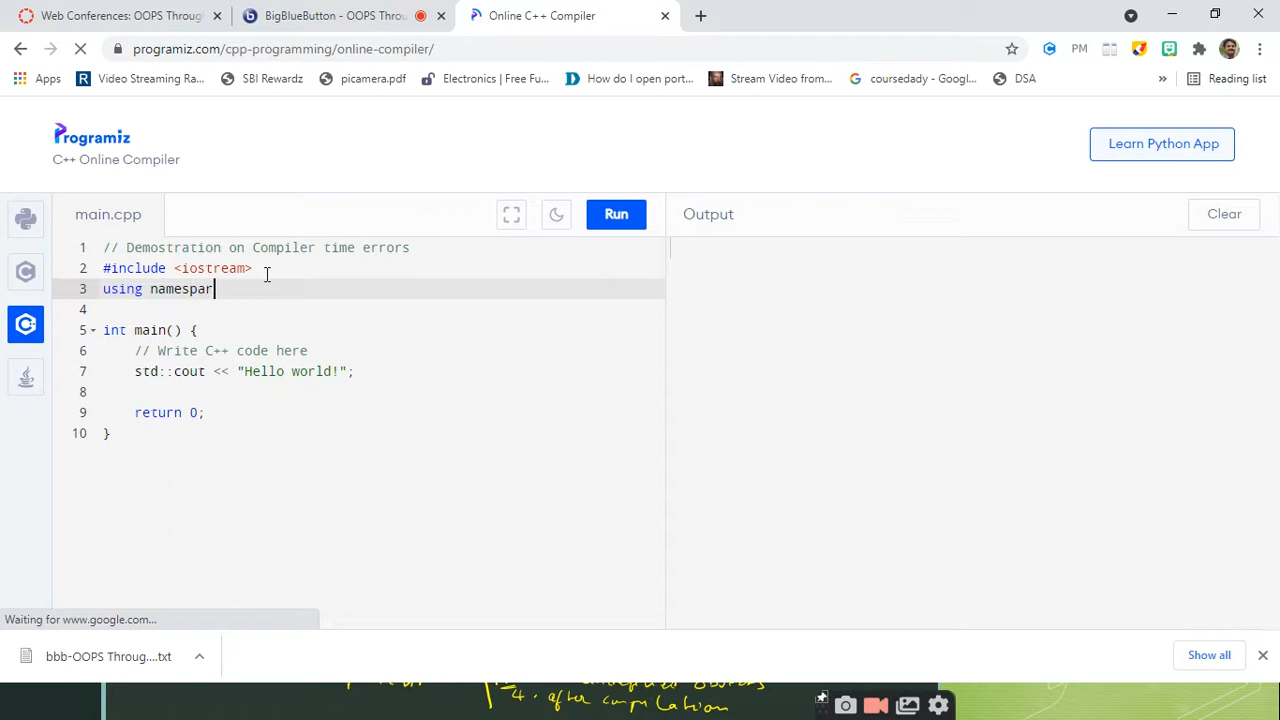 Web Conferences: OOPS Throug
BigBlueButton - OOPS Throu
Online C++ Compiler
programiz.com/cpp-programming/online-compiler/
PM
Apps
Video Streaming Ra...
SBI Rewardz
picamera.pdf
Electronics | Free Fu...
How do I open port...
Stream Video from...
coursedady - Googl...
DSA
»
Reading list
Programiz
C++ Online Compiler
Learn Python App
main.cpp
Run
Output
Clear
1 // Demostration on Compiler time errors
2 #include <iostream>
3 using namespar
4
5 int main() {
6 // Write C++ code here
7 std::cout << "Hello world!";
8
9 return 0;
10 }
Waiting for www.google.com...
bbb-OOPS Throug....txt
Show all
4. after compilation